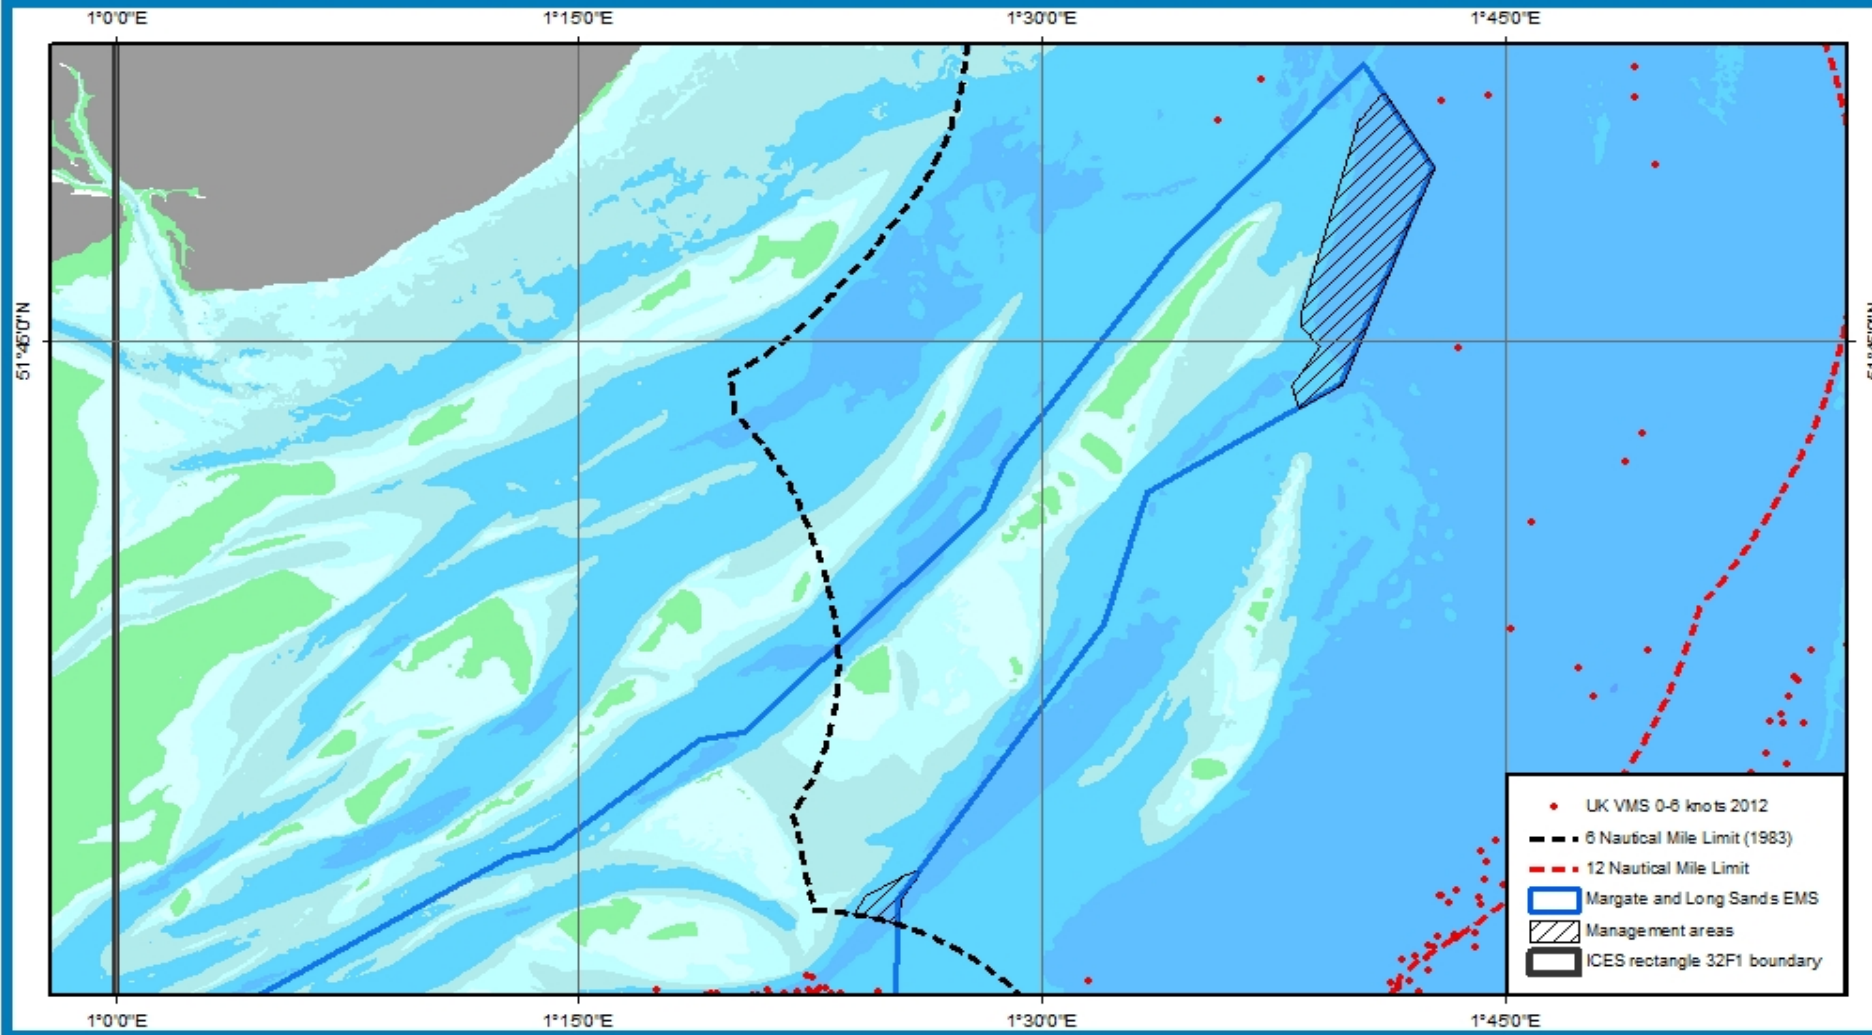 1°0'0"E 1°15'0"E 1°30'0"E 1°45'0"E
51°45'0"N
UK VMS 0-6 knots 2012
6 Nautical Mile Limit (1983)
12 Nautical Mile Limit
Margate and Long Sands EMS
Management areas
ICES rectangle 32F1 boundary
1°0'0"E 1°15'0"E 1°30'0"E 1°45'0"E